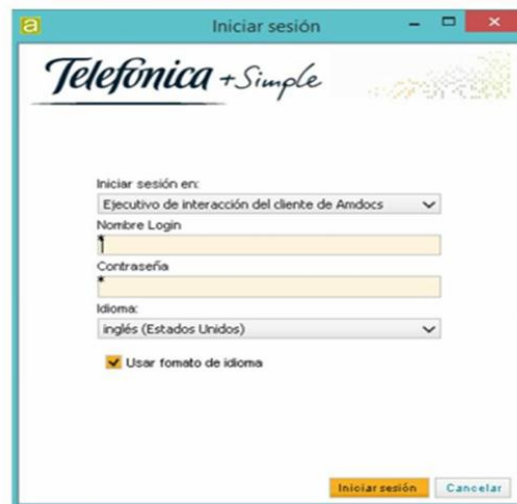 a
Iniciar sesión
Telefónica +Simple
Iniciar sesión en:
Ejecutivo de interacción del cliente de Amdocs
Nombre Login
*
Contraseña
*
Idioma:
inglés (Estados Unidos)
Usar fomato de idioma
Iniciar sesión Cancelar